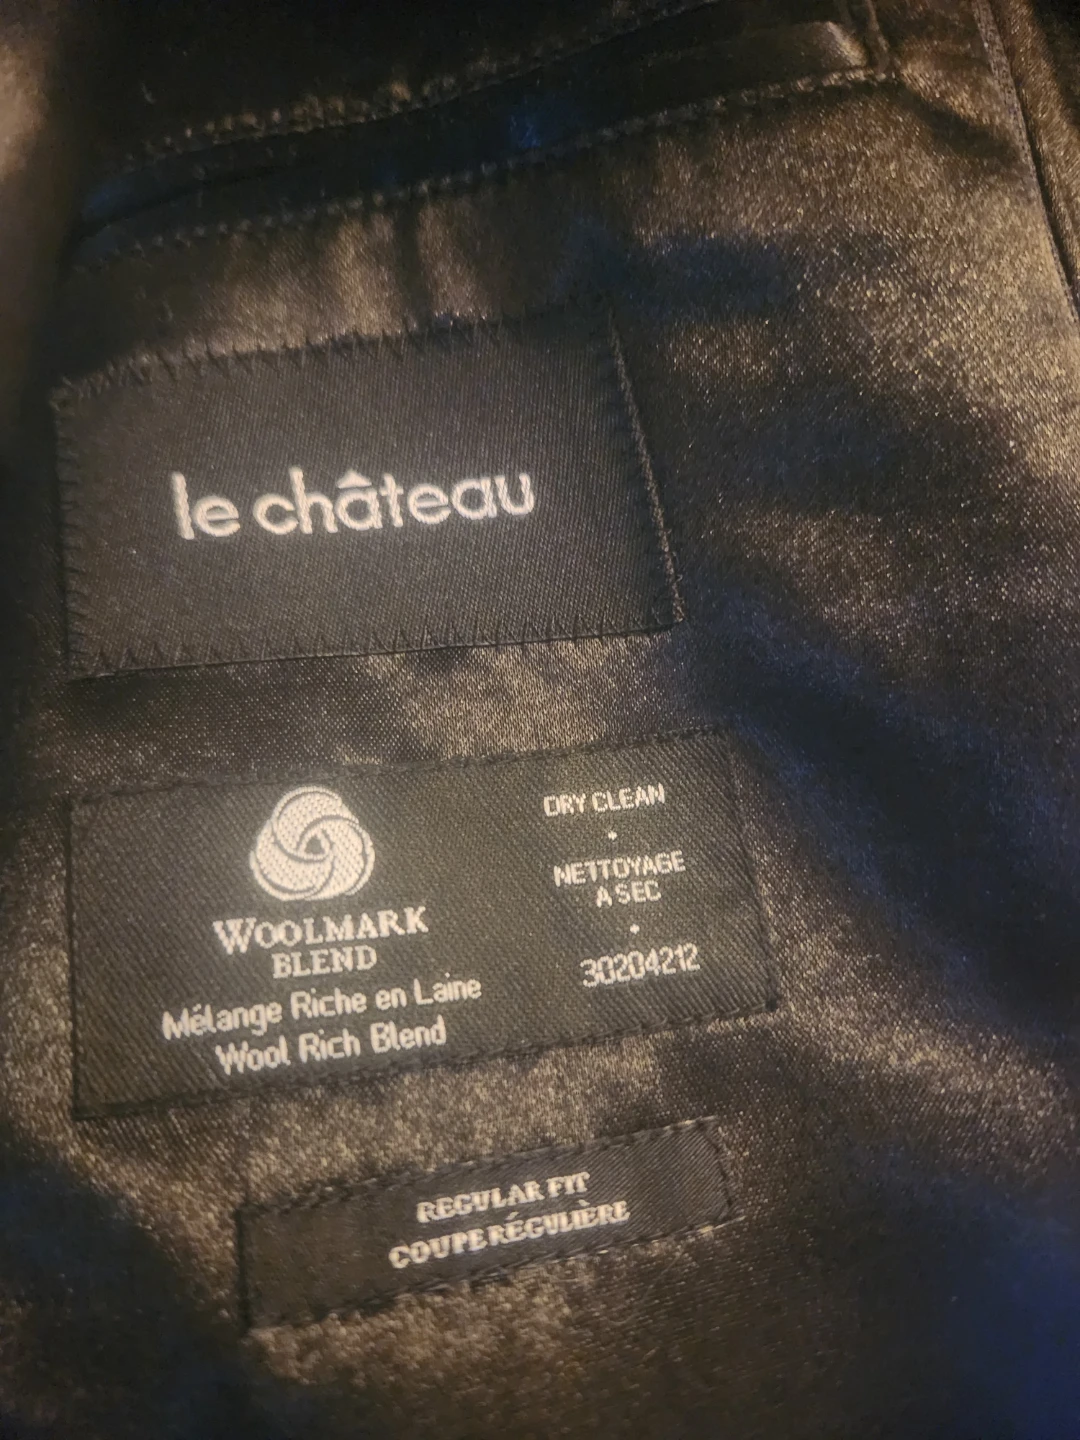 le château
WOOLMARK
BLEND
Mélange Riche en Laine
Wool Rich Blend
DRY CLEAN
•
NETTOYAGE
A SEC
•
30204212
REGULAR FIT
COUPE RÉGULIÈRE